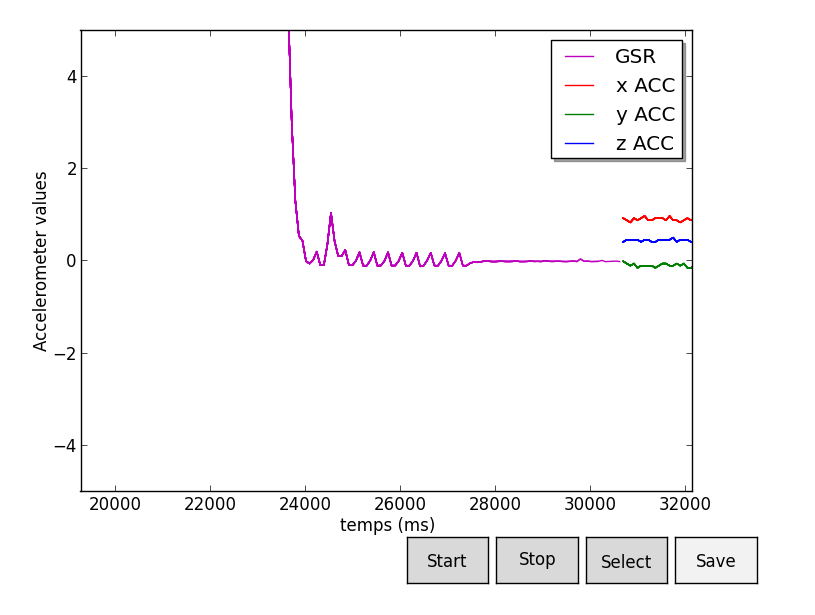 GSR
x ACC
y ACC
z ACC
Accelerometer values
4
2
0
−2
−4
20000 22000 24000 26000 28000 30000 32000
temps (ms)
Start Stop Select Save